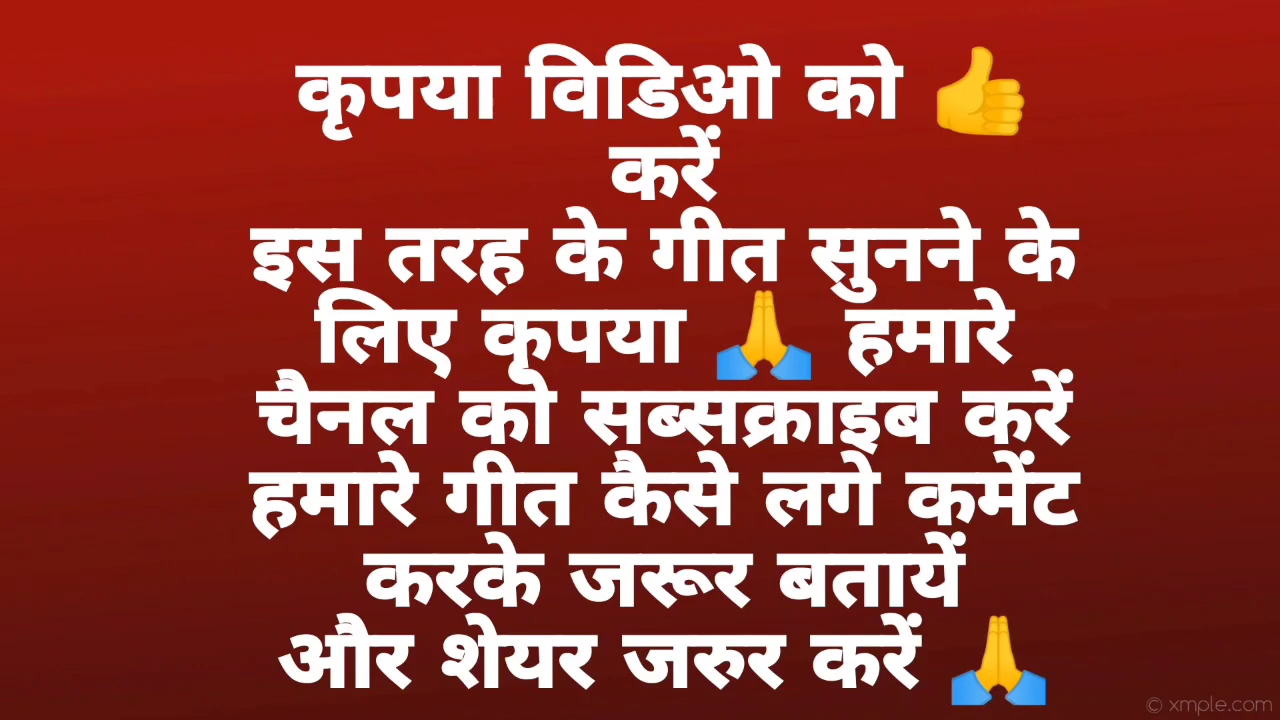 कृपया विडिओ को 👍
करें
इस तरह के गीत सुनने के
लिए कृपया 🙏 हमारे
चैनल को सब्सक्राइब करें
हमारे गीत कैसे लगे कमेंट
करके जरूर बतायें
और शेयर जरुर करें 🙏
© xmple.com